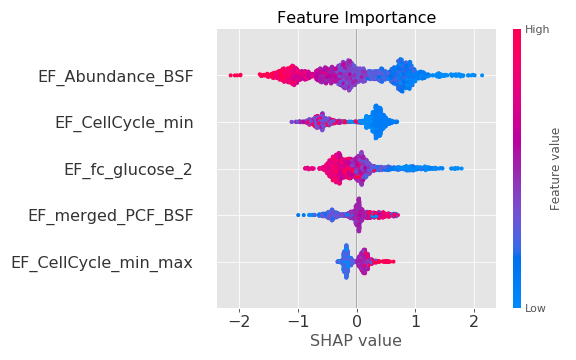 Feature Importance
High
EF_Abundance_BSF
EF_CellCycle_min
EF_fc_glucose_2
EF_merged_PCF_BSF
EF_CellCycle_min_max
Feature value
Low
−2 −1 0 1 2
SHAP value